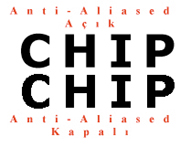 Anti-Aliased
Açık
CHIP
CHIP
Anti-Aliased
Kapalı